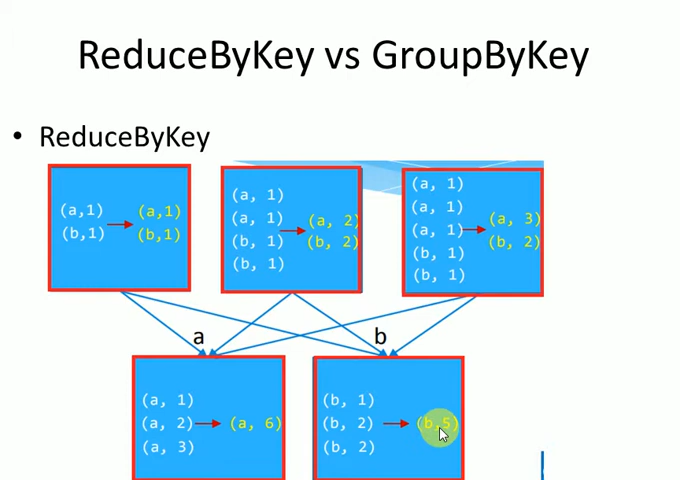 ReduceByKey vs GroupByKey
• ReduceByKey
(a,1)
(b,1)
(a,1)
(b,1)
(a, 1)
(a, 1)
(b, 1)
(b, 1)
(a, 2)
(b, 2)
(a, 1)
(a, 1)
(a, 1)
(b, 1)
(b, 1)
(a, 3)
(b, 2)
a
b
(a, 1)
(a, 2)
(a, 3)
(a, 6)
(b, 1)
(b, 2)
(b, 2)
(b,5)